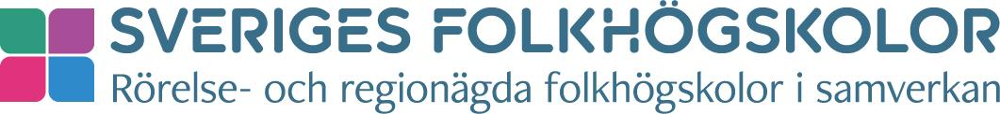 SVERIGES FOLKHÖGSKOLOR
Rörelse- och regionägda folkhögskolor i samverkan